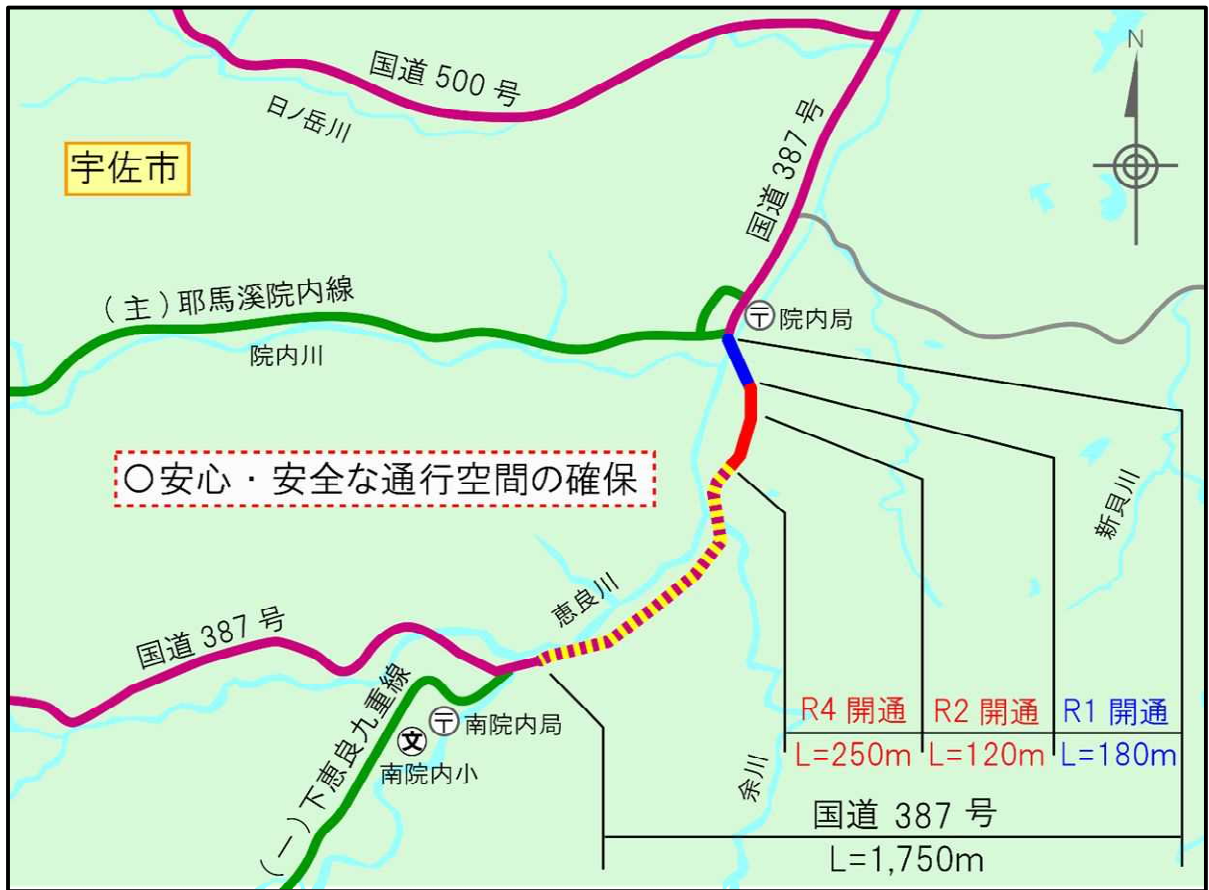 国道 500 号
日ノ岳川
N
宇佐市
国道 387 号
(主)耶馬溪院内線
〒院内局
院内川
○安心・安全な通行空間の確保
新貝川
恵良川
国道 387 号
(一)下恵良九重線
〒南院内局
文
南院内小
余川
R4 開通 R2 開通 R1 開通
L=250m L=120m L=180m
国道 387 号
L=1,750m